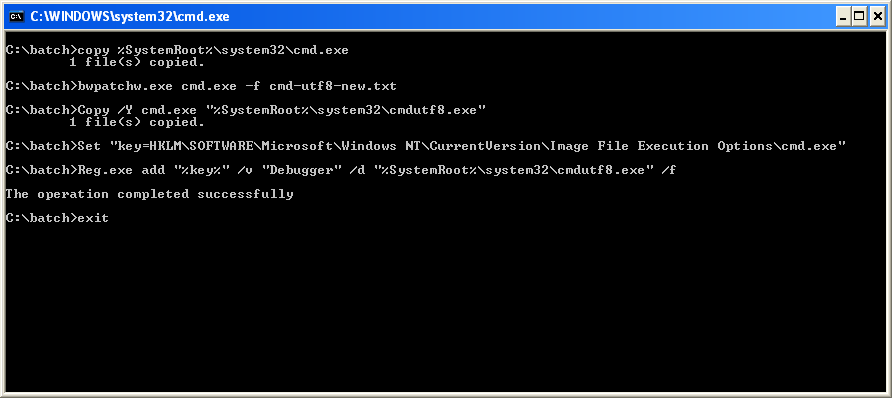 C:\WINDOWS\system32\cmd.exe
C:\batch>copy %SystemRoot%\system32\cmd.exe
1 file(s) copied.
C:\batch>bwpatchw.exe cmd.exe -f cmd-utf8-new.txt
C:\batch>Copy /Y cmd.exe "%SystemRoot%\system32\cmdutf8.exe"
1 file(s) copied.
C:\batch>Set "key=HKLM\SOFTWARE\Microsoft\Windows NT\CurrentVersion\Image File Execution Options\cmd.exe"
C:\batch>Reg.exe add "%key%" /v "Debugger" /d "%SystemRoot%\system32\cmdutf8.exe" /f
The operation completed successfully
C:\batch>exit